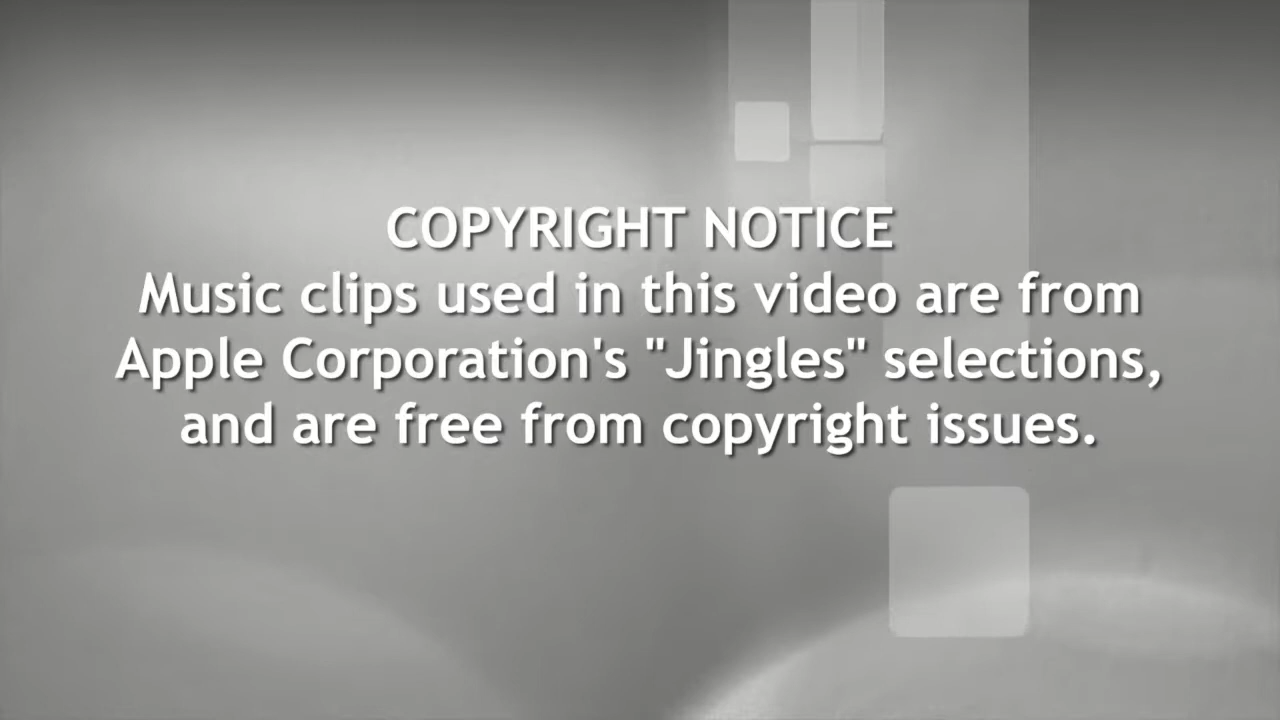 COPYRIGHT NOTICE
Music clips used in this video are from
Apple Corporation's "Jingles" selections,
and are free from copyright issues.